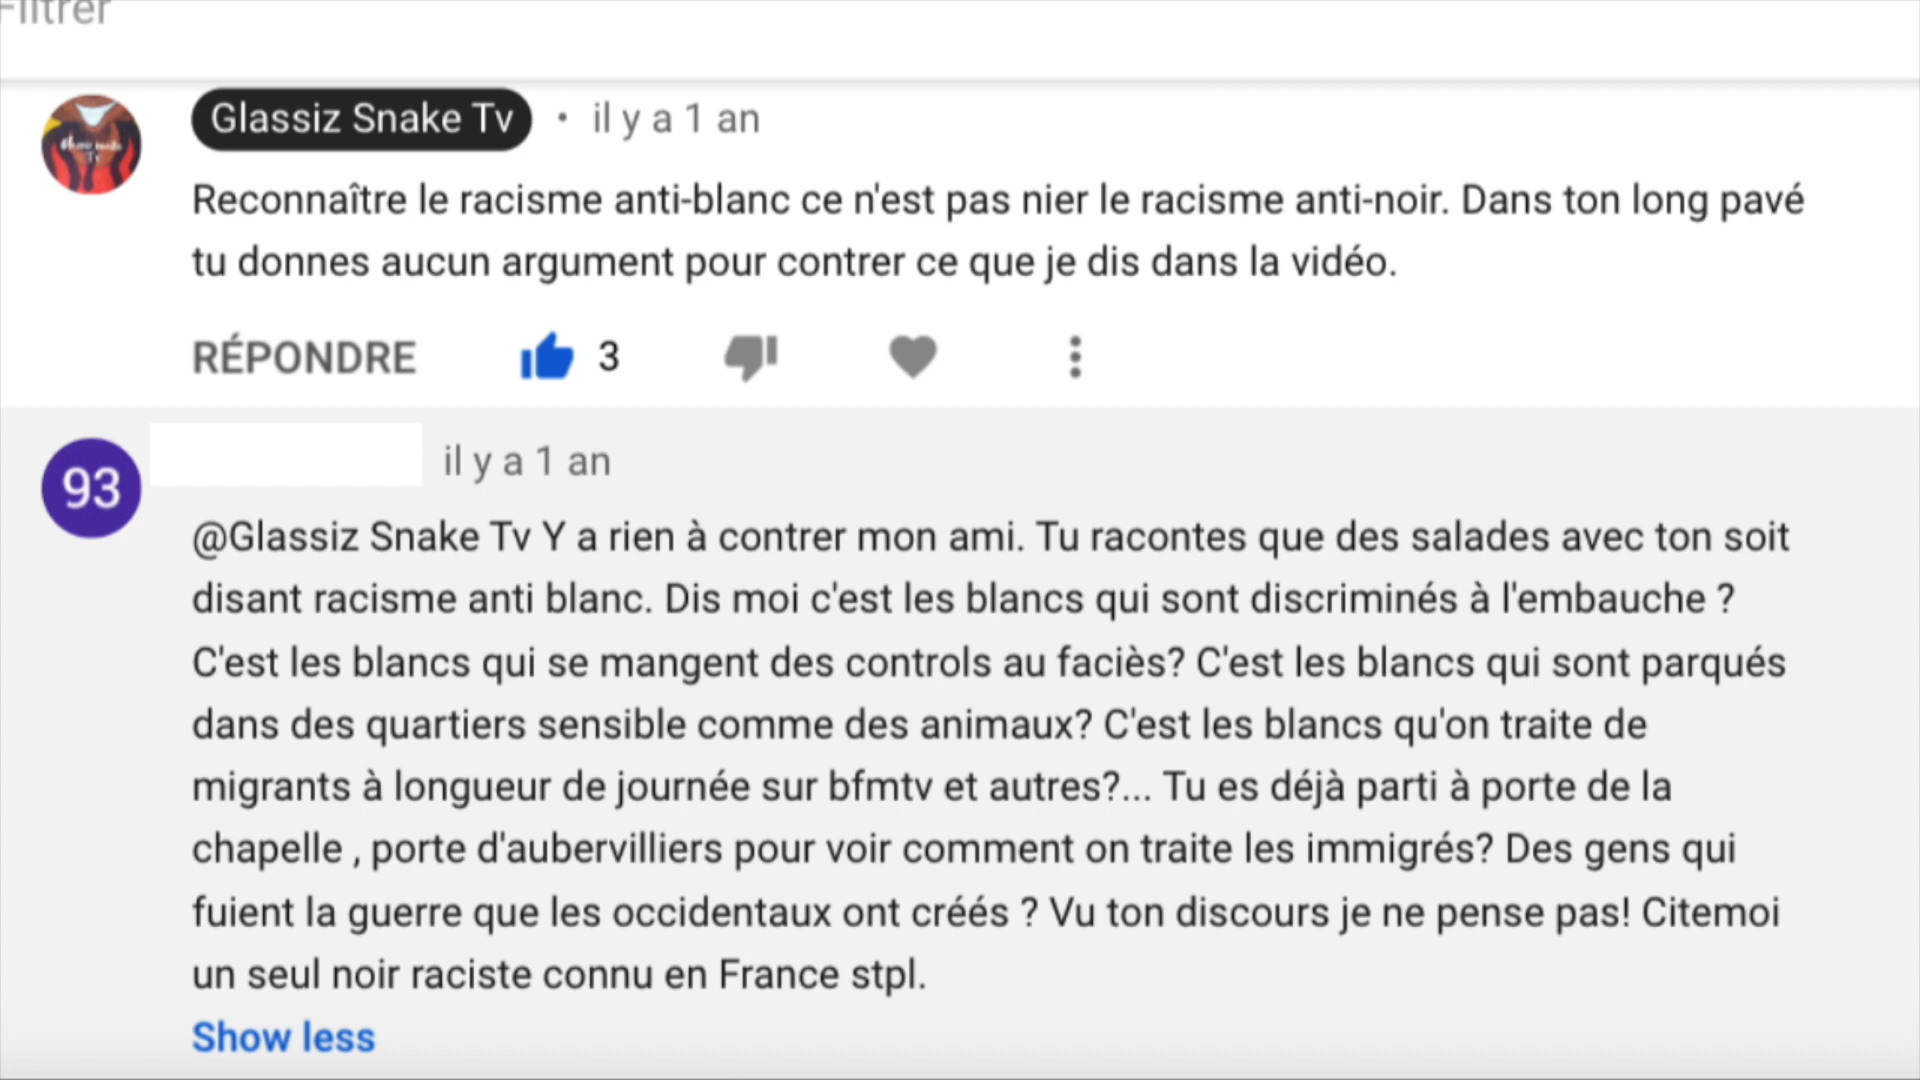 Filtrer
Glassiz Snake Tv • il y a 1 an
Reconnaître le racisme anti-blanc ce n'est pas nier le racisme anti-noir. Dans ton long pavé
tu donnes aucun argument pour contrer ce que je dis dans la vidéo.
RÉPONDRE 3
93 il y a 1 an
@Glassiz Snake Tv Y a rien à contrer mon ami. Tu racontes que des salades avec ton soit
disant racisme anti blanc. Dis moi c'est les blancs qui sont discriminés à l'embauche ?
C'est les blancs qui se mangent des controls au faciès? C'est les blancs qui sont parqués
dans des quartiers sensible comme des animaux? C'est les blancs qu'on traite de
migrants à longueur de journée sur bfmtv et autres?... Tu es déjà parti à porte de la
chapelle , porte d'aubervilliers pour voir comment on traite les immigrés? Des gens qui
fuient la guerre que les occidentaux ont créés ? Vu ton discours je ne pense pas! Citemoi
un seul noir raciste connu en France stpl.
Show less